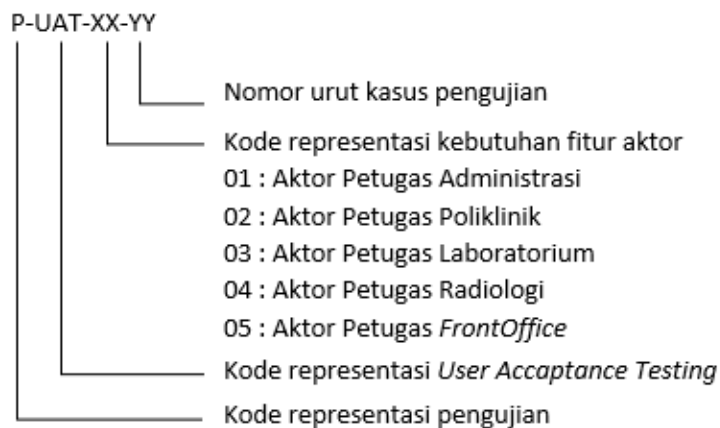 P-UAT-XX-YY
Nomor urut kasus pengujian
Kode representasi kebutuhan fitur aktor
01 : Aktor Petugas Administrasi
02 : Aktor Petugas Poliklinik
03 : Aktor Petugas Laboratorium
04 : Aktor Petugas Radiologi
05 : Aktor Petugas FrontOffice
Kode representasi User Accaptance Testing
Kode representasi pengujian